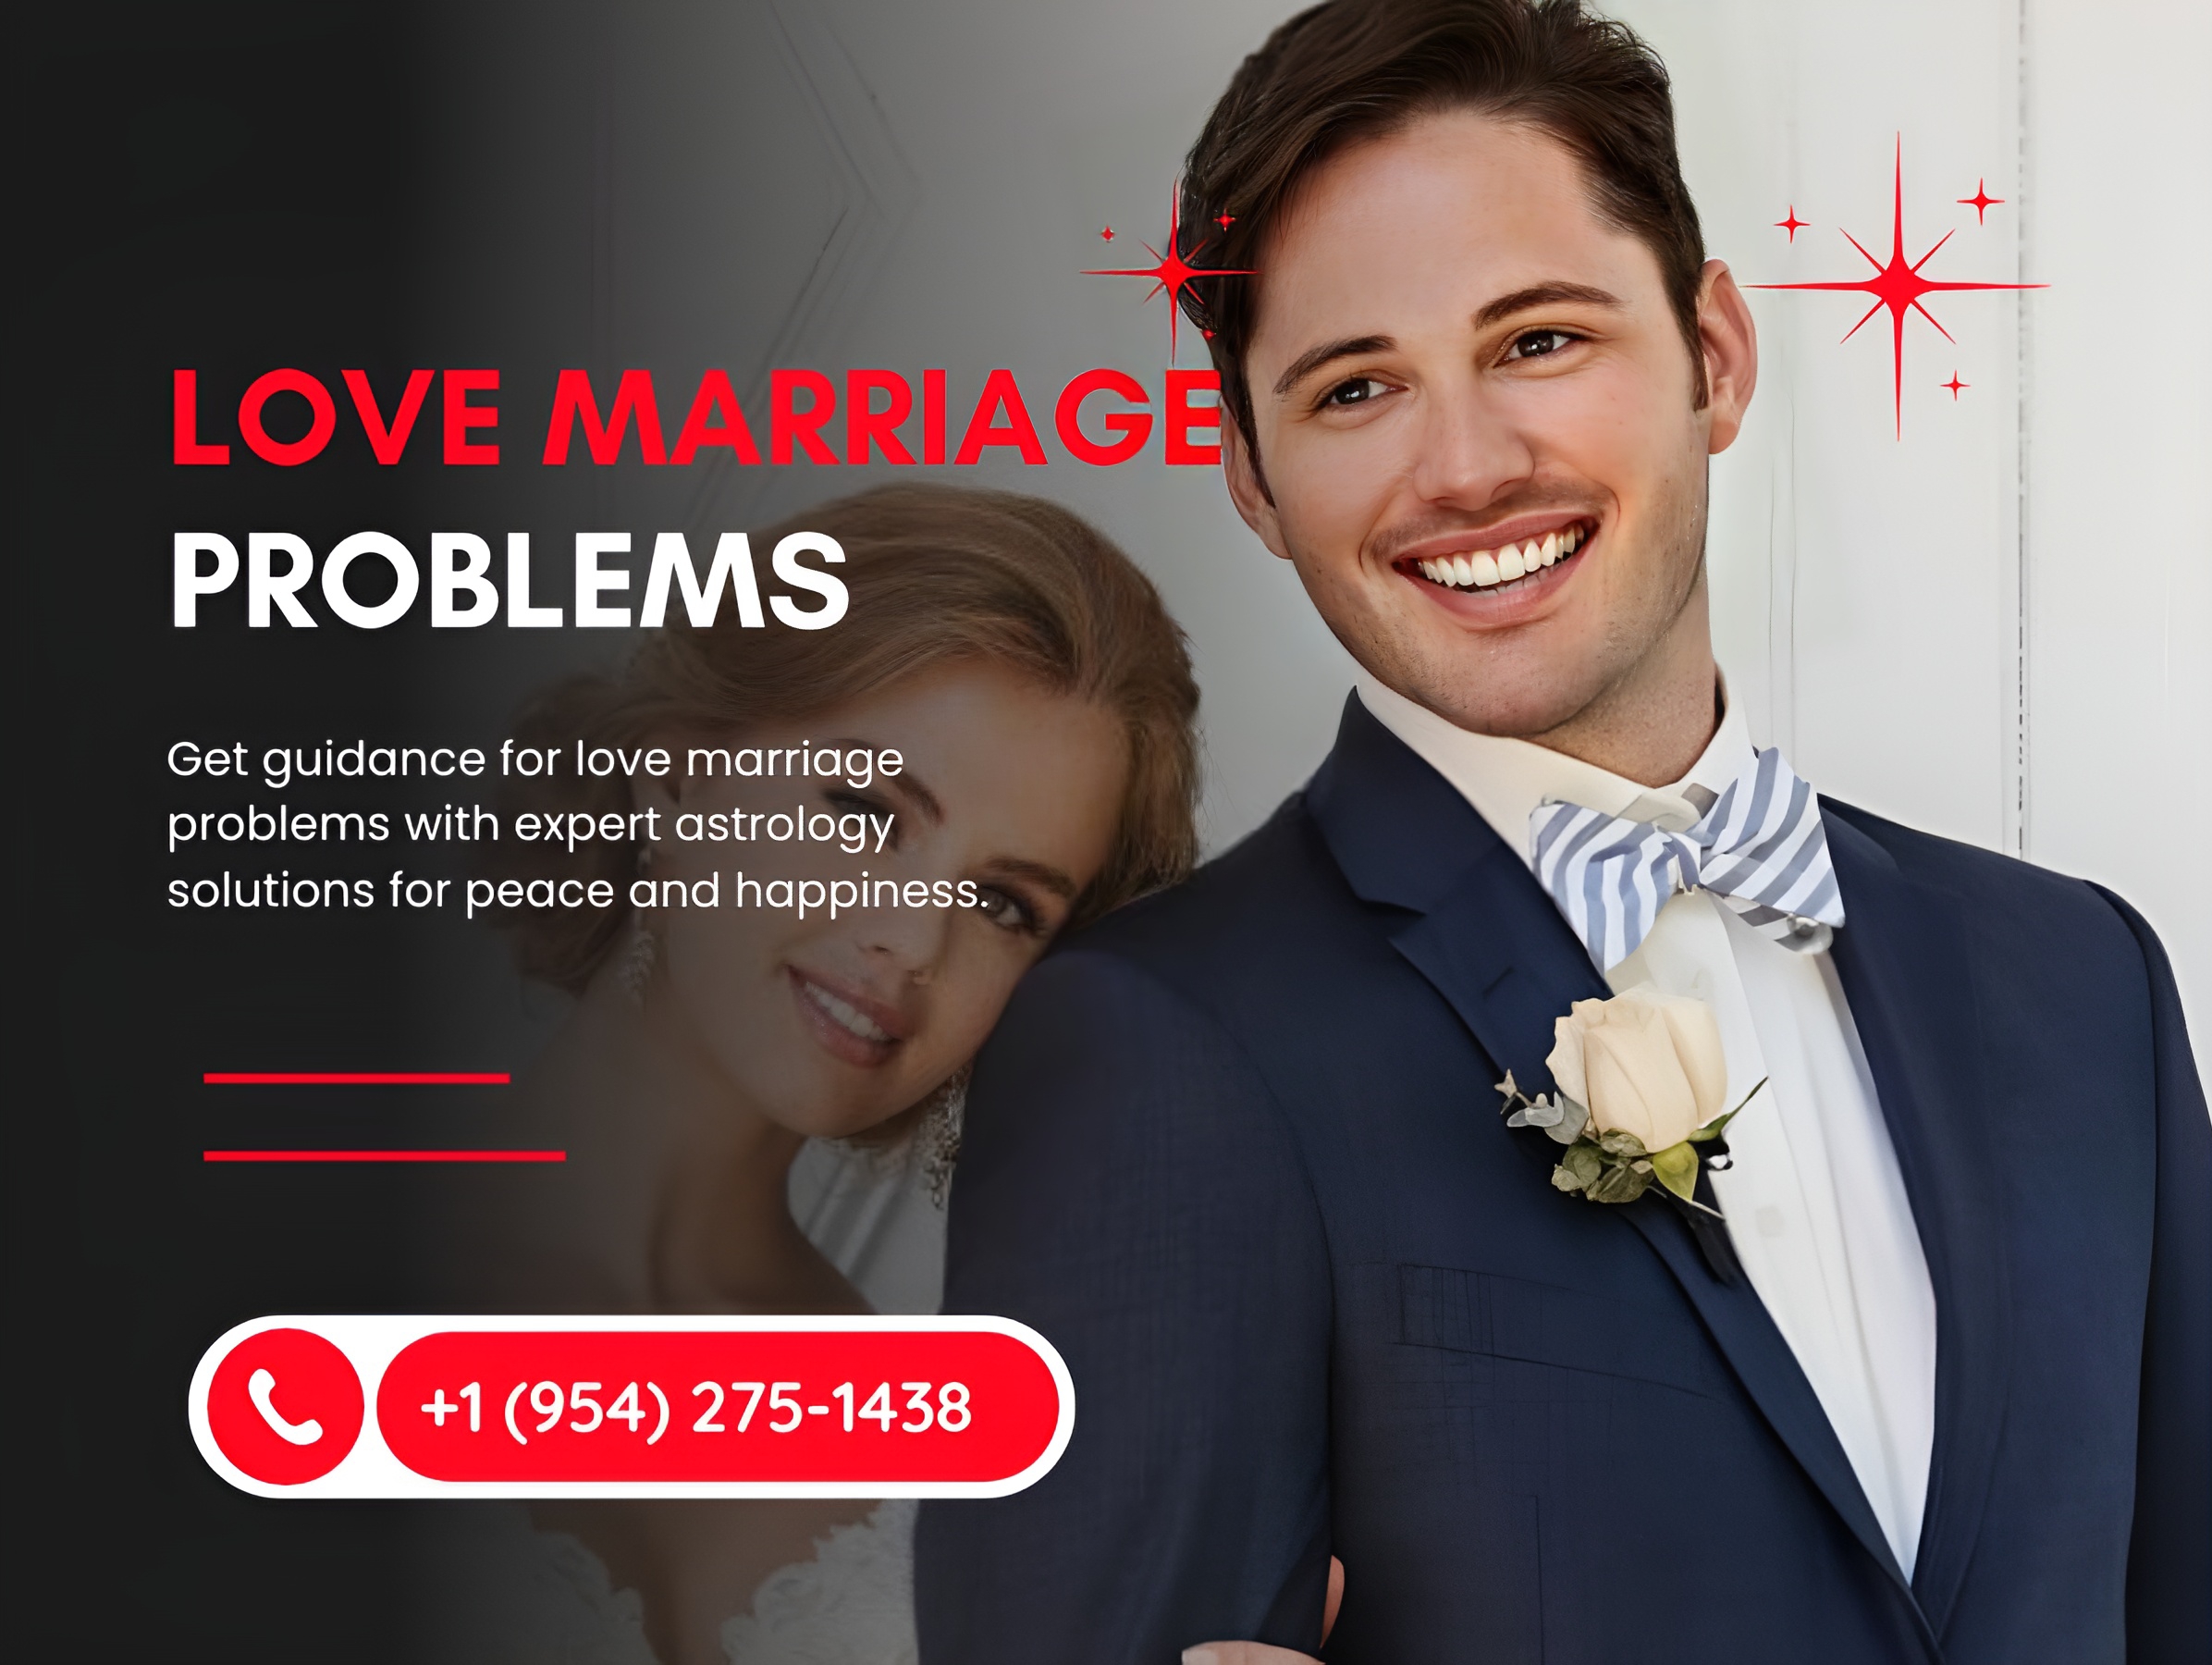 LOVE MARRIAGE
PROBLEMS
Get guidance for love marriage
problems with expert astrology
solutions for peace and happiness.
+1 (954) 275-1438